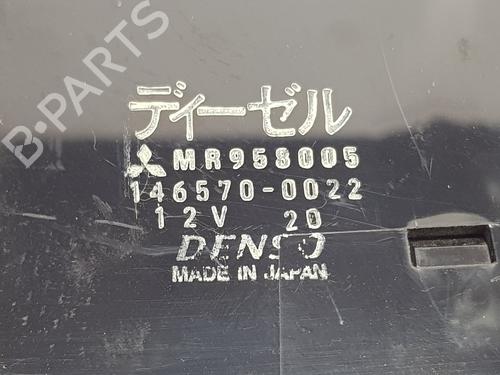 B-PARTS
ディーゼル
MR958005
146570-0022
12V 20
DENSO
MADE IN JAPAN